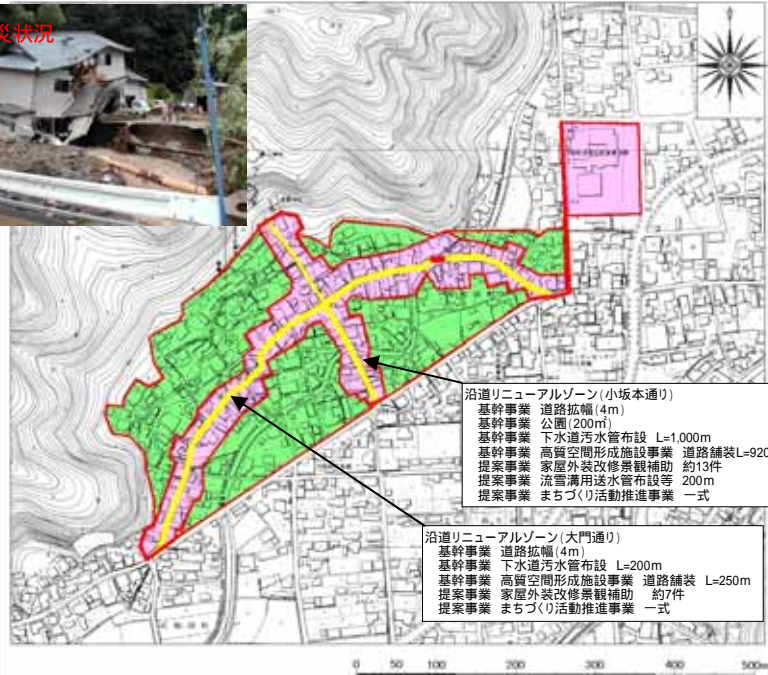 災状況
沿道リニューアルゾーン(小坂本通り)
基幹事業 道路拡幅(4m)
基幹事業 公園(200㎡)
基幹事業 下水道汚水管布設 L=1,000m
基幹事業 高質空間形成施設事業 道路舗装L=920
提案事業 家屋外装改修景観補助 約13件
提案事業 流雪溝用送水管布設等 200m
提案事業 まちづくり活動推進事業 一式
沿道リニューアルゾーン(大門通り)
基幹事業 道路拡幅(4m)
基幹事業 下水道汚水管布設 L=200m
基幹事業 高質空間形成施設事業 道路舗装 L=250m
提案事業 家屋外装改修景観補助 約7件
提案事業 まちづくり活動推進事業 一式
0 50 100 200 300 400 500m